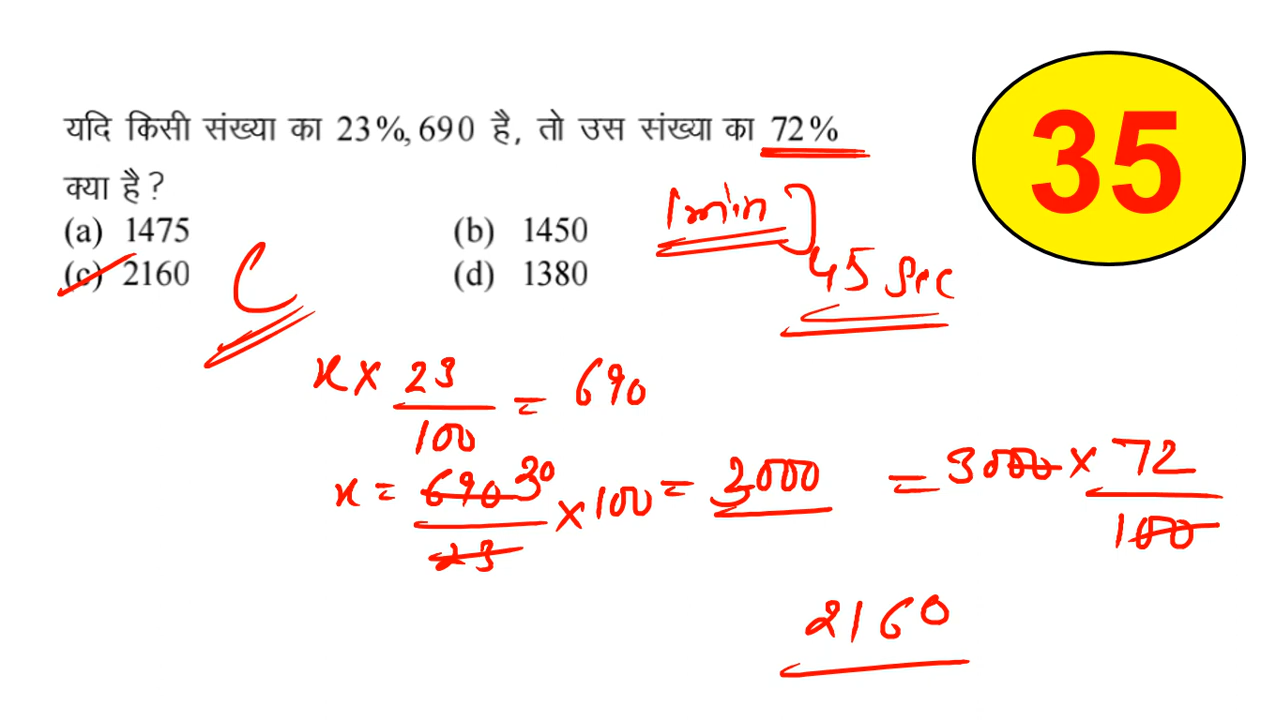 यदि किसी संख्या का 23%, 690 है, तो उस संख्या का 72%
क्या है?
(a) 1475 (b) 1450
(c) 2160 (d) 1380
35
1min] 45 Sec
C
x × 23/100 = 690
x = 690/23 30 × 100 = 3000 = 3000 × 72/100
2160